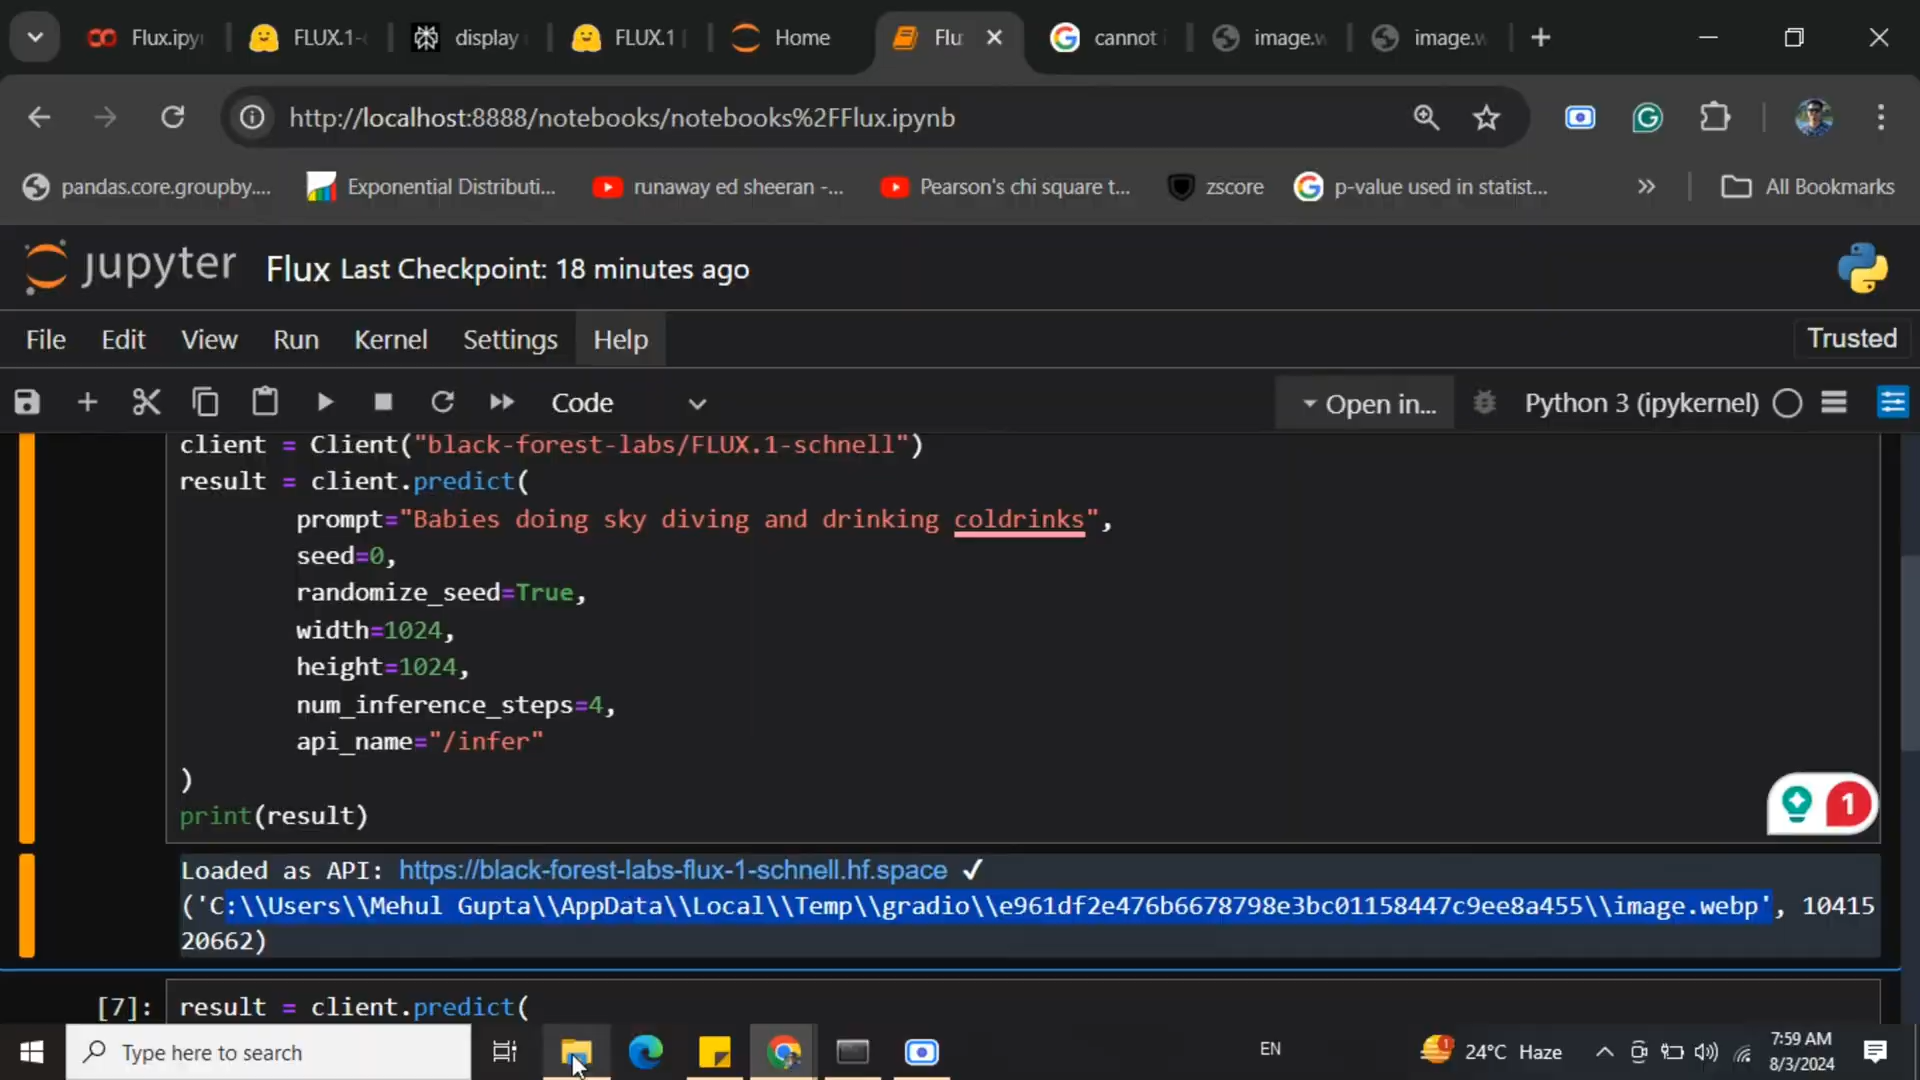 Flux.ipyn
FLUX.1-
display
FLUX.1
Home
Flu
cannot
image.w
image.w
http://localhost:8888/notebooks/notebooks%2FFlux.ipynb
pandas.core.groupby....
Exponential Distributi...
runaway ed sheeran -...
Pearson's chi square t...
zscore
p-value used in statist...
All Bookmarks
jupyter Flux Last Checkpoint: 18 minutes ago
File Edit View Run Kernel Settings Help
Trusted
Code
Open in...
Python 3 (ipykernel)
client = Client("black-forest-labs/FLUX.1-schnell")
result = client.predict(
prompt="Babies doing sky diving and drinking coldrinks",
seed=0,
randomize_seed=True,
width=1024,
height=1024,
num_inference_steps=4,
api_name="/infer"
)
print(result)
1
Loaded as API: https://black-forest-labs-flux-1-schnell.hf.space ✓
('C:\\Users\\Mehul Gupta\\AppData\\Local\\Temp\\gradio\\e961df2e476b6678798e3bc01158447c9ee8a455\\image.webp', 10415
20662)
[7]: result = client.predict(
Type here to search
EN
24°C Haze
7:59 AM
8/3/2024